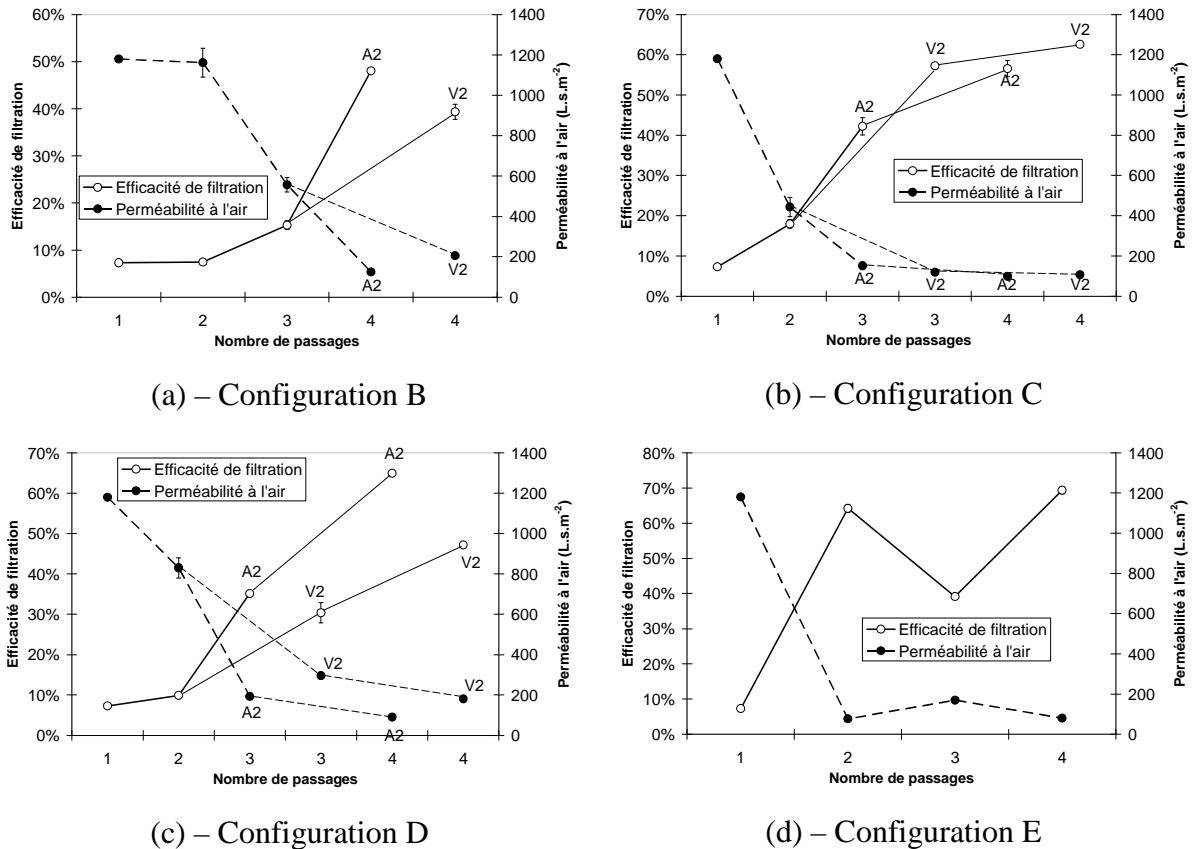 60%
50%
40%
30%
20%
10%
0%
Efficacité de filtration
1400
1200
1000
800
600
400
200
0
Perméabilité à l'air (L.s.m-2)
A2
V2
A2
V2
Efficacité de filtration
Perméabilité à l'air
1 2 3 4 4
Nombre de passages
(a) – Configuration B
70%
60%
50%
40%
30%
20%
10%
0%
Efficacité de filtration
1400
1200
1000
800
600
400
200
0
Perméabilité à l'air (L.s.m-2)
V2
V2
A2
A2
A2
V2
A2
V2
Efficacité de filtration
Perméabilité à l'air
1 2 3 3 4 4
Nombre de passages
(b) – Configuration C
70%
60%
50%
40%
30%
20%
10%
0%
Efficacité de filtration
1400
1200
1000
800
600
400
200
0
Perméabilité à l'air (L.s.m-2)
Efficacité de filtration
Perméabilité à l'air
A2
A2
V2
V2
V2
V2
A2
A2
1 2 3 3 4 4
Nombre de passages
(c) – Configuration D
80%
70%
60%
50%
40%
30%
20%
10%
0%
Efficacité de filtration
1400
1200
1000
800
600
400
200
0
Perméabilité à l'air (L.s.m-2)
Efficacité de filtration
Perméabilité à l'air
1 2 3 4
Nombre de passages
(d) – Configuration E